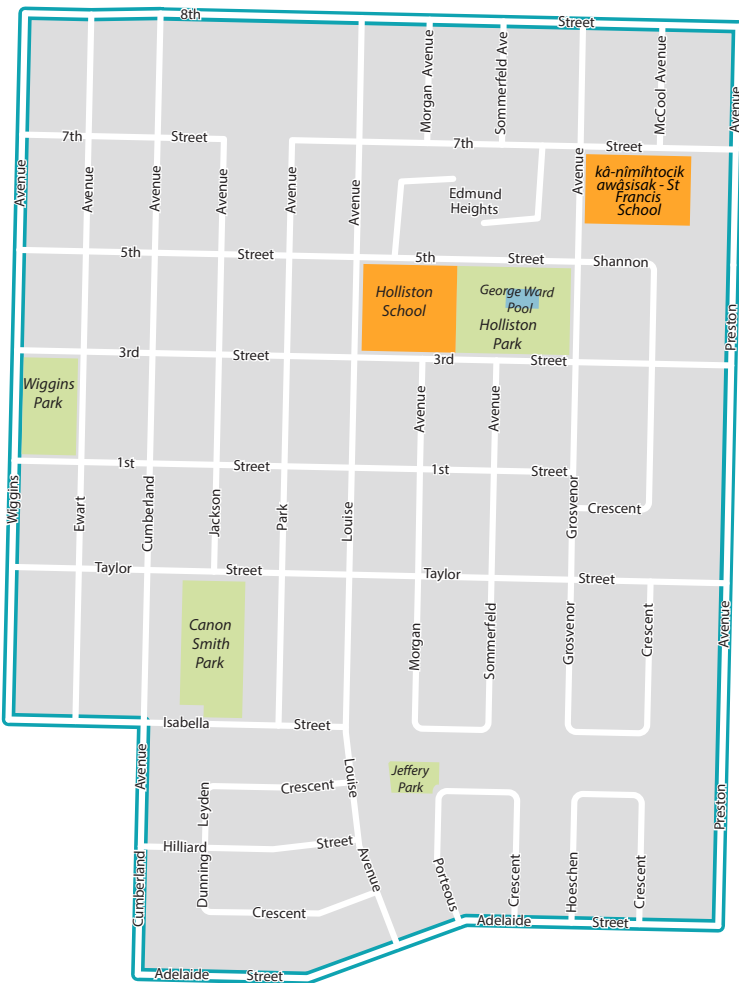 8th
Street
Morgan Avenue
Sommerfeld Ave
McCool Avenue
Avenue
7th
Street
7th
Street
Avenue
Avenue
Avenue
Avenue
Avenue
Avenue
Avenue
kâ-nîmîhtocik
awâsisak - St
Francis
School
Edmund
Heights
5th
Street
5th
Street
Shannon
Holliston
School
George Ward
Pool
Holliston
Park
Preston
3rd
Street
3rd
Street
Wiggins
Park
Avenue
Avenue
1st
Street
1st
Street
Wiggins
Ewart
Cumberland
Jackson
Park
Louise
Grosvenor
Crescent
Taylor
Street
Taylor
Street
Canon
Smith
Park
Morgan
Sommerfeld
Grosvenor
Crescent
Avenue
Isabella
Street
Avenue
Louise
Jeffery
Park
Leyden
Crescent
Preston
Hilliard
Street
Cumberland
Dunning
Avenue
Porteous
Crescent
Hoeschen
Crescent
Crescent
Adelaide
Street
Adelaide
Street